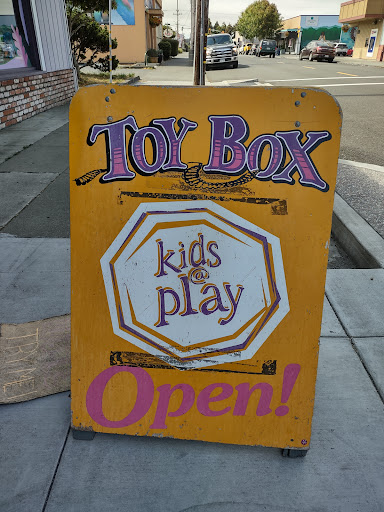 TOY BOX
kids
@
play
Open!